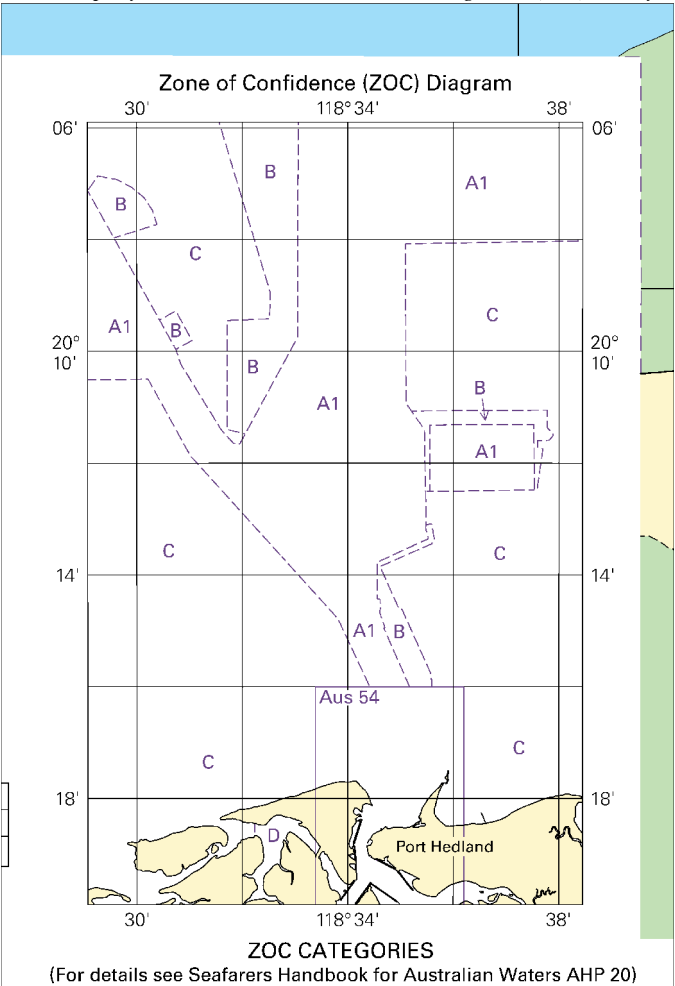 Zone of Confidence (ZOC) Diagram
30' 118° 34' 38'
06' 06'
B A1
B
C
C
A1 B
20° 20°
10' 10'
B
B
A1
A1
C C
14' 14'
A1 B
Aus 54
C C
18' 18'
D Port Hedland
30' 118° 34' 38'
ZOC CATEGORIES
(For details see Seafarers Handbook for Australian Waters AHP 20)